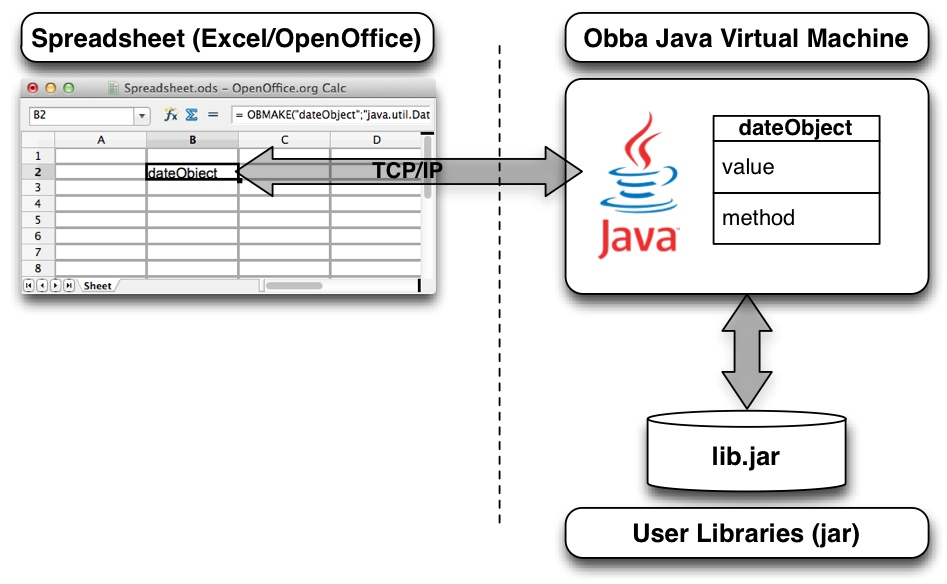 Spreadsheet (Excel/OpenOffice)
Obba Java Virtual Machine
Spreadsheet.ods – OpenOffice.org Calc
B2
fx Σ =
= OBMAKE("dateObject";"java.util.Dat
A B C D
1
2 dateObject
3
4
5
6
7
8
Sheet
TCP/IP
Java™
dateObject
value
method
lib.jar
User Libraries (jar)